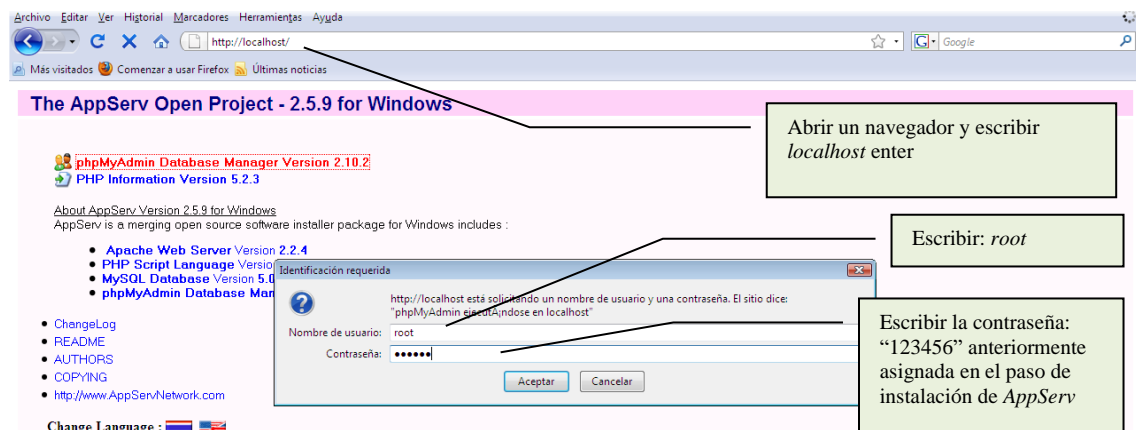 Archivo Editar Ver Historial Marcadores Herramientas Ayuda
http://localhost/
G Google
Más visitados Comenzar a usar Firefox Últimas noticias
The AppServ Open Project - 2.5.9 for Windows
Abrir un navegador y escribir
localhost enter
phpMyAdmin Database Manager Version 2.10.2
PHP Information Version 5.2.3
About AppServ Version 2.5.9 for Windows
AppServ is a merging open source software installer package for Windows includes :
Escribir: root
Apache Web Server Version 2.2.4
PHP Script Language Versio
MySQL Database Version 5.0
phpMyAdmin Database Man
Identificación requerida
http://localhost está solicitando un nombre de usuario y una contraseña. El sitio dice:
"phpMyAdmin ejecutÃ¡ndose en localhost"
Nombre de usuario: root
Contraseña: ••••••
Aceptar Cancelar
Escribir la contraseña:
“123456” anteriormente
asignada en el paso de
instalación de AppServ
ChangeLog
README
AUTHORS
COPYING
http://www.AppServNetwork.com
Change Language :